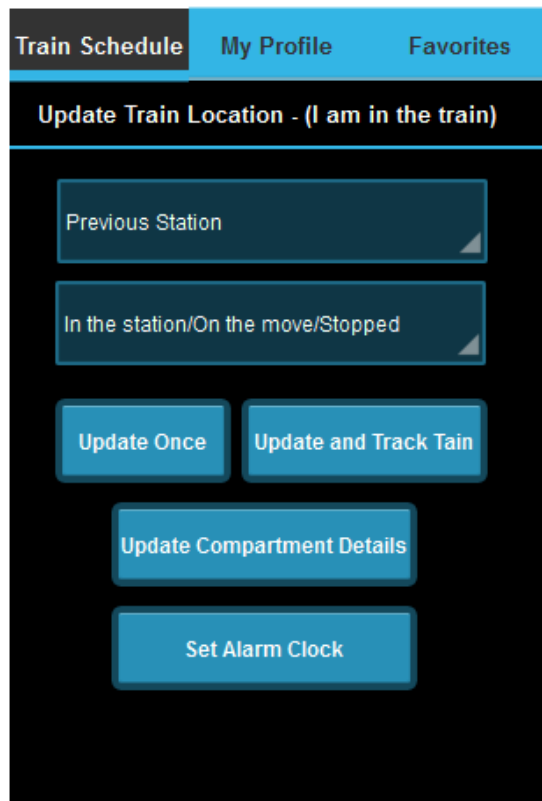 Train Schedule My Profile Favorites
Update Train Location - (I am in the train)
Previous Station
In the station/On the move/Stopped
Update Once Update and Track Tain
Update Compartment Details
Set Alarm Clock